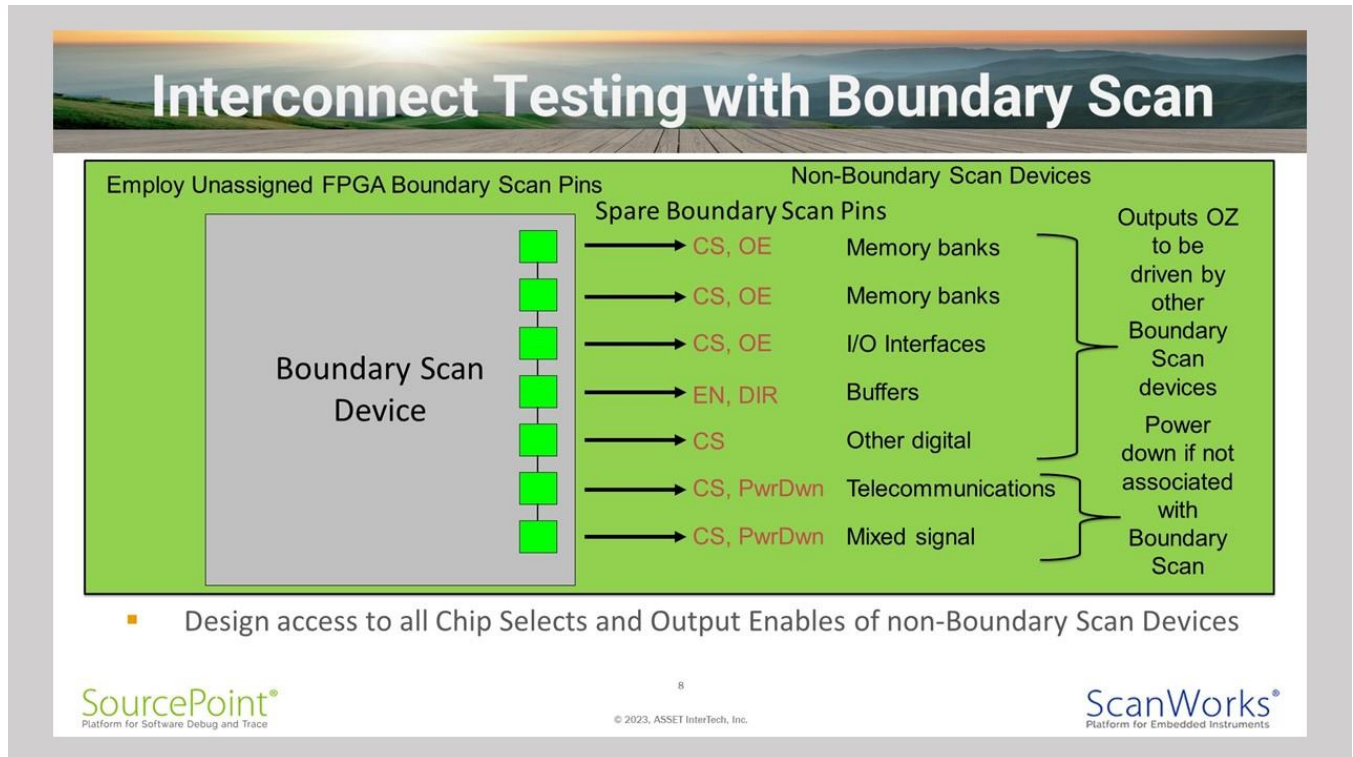 Interconnect Testing with Boundary Scan
Employ Unassigned FPGA Boundary Scan Pins
Non-Boundary Scan Devices
Spare Boundary Scan Pins
Boundary Scan
Device
CS, OE Memory banks
CS, OE Memory banks
CS, OE I/O Interfaces
EN, DIR Buffers
CS Other digital
CS, PwrDwn Telecommunications
CS, PwrDwn Mixed signal
Outputs OZ
to be
driven by
other
Boundary
Scan
devices
Power
down if not
associated
with
Boundary
Scan
▪ Design access to all Chip Selects and Output Enables of non-Boundary Scan Devices
SourcePoint®
Platform for Software Debug and Trace
8
© 2023, ASSET InterTech, Inc.
ScanWorks®
Platform for Embedded Instruments